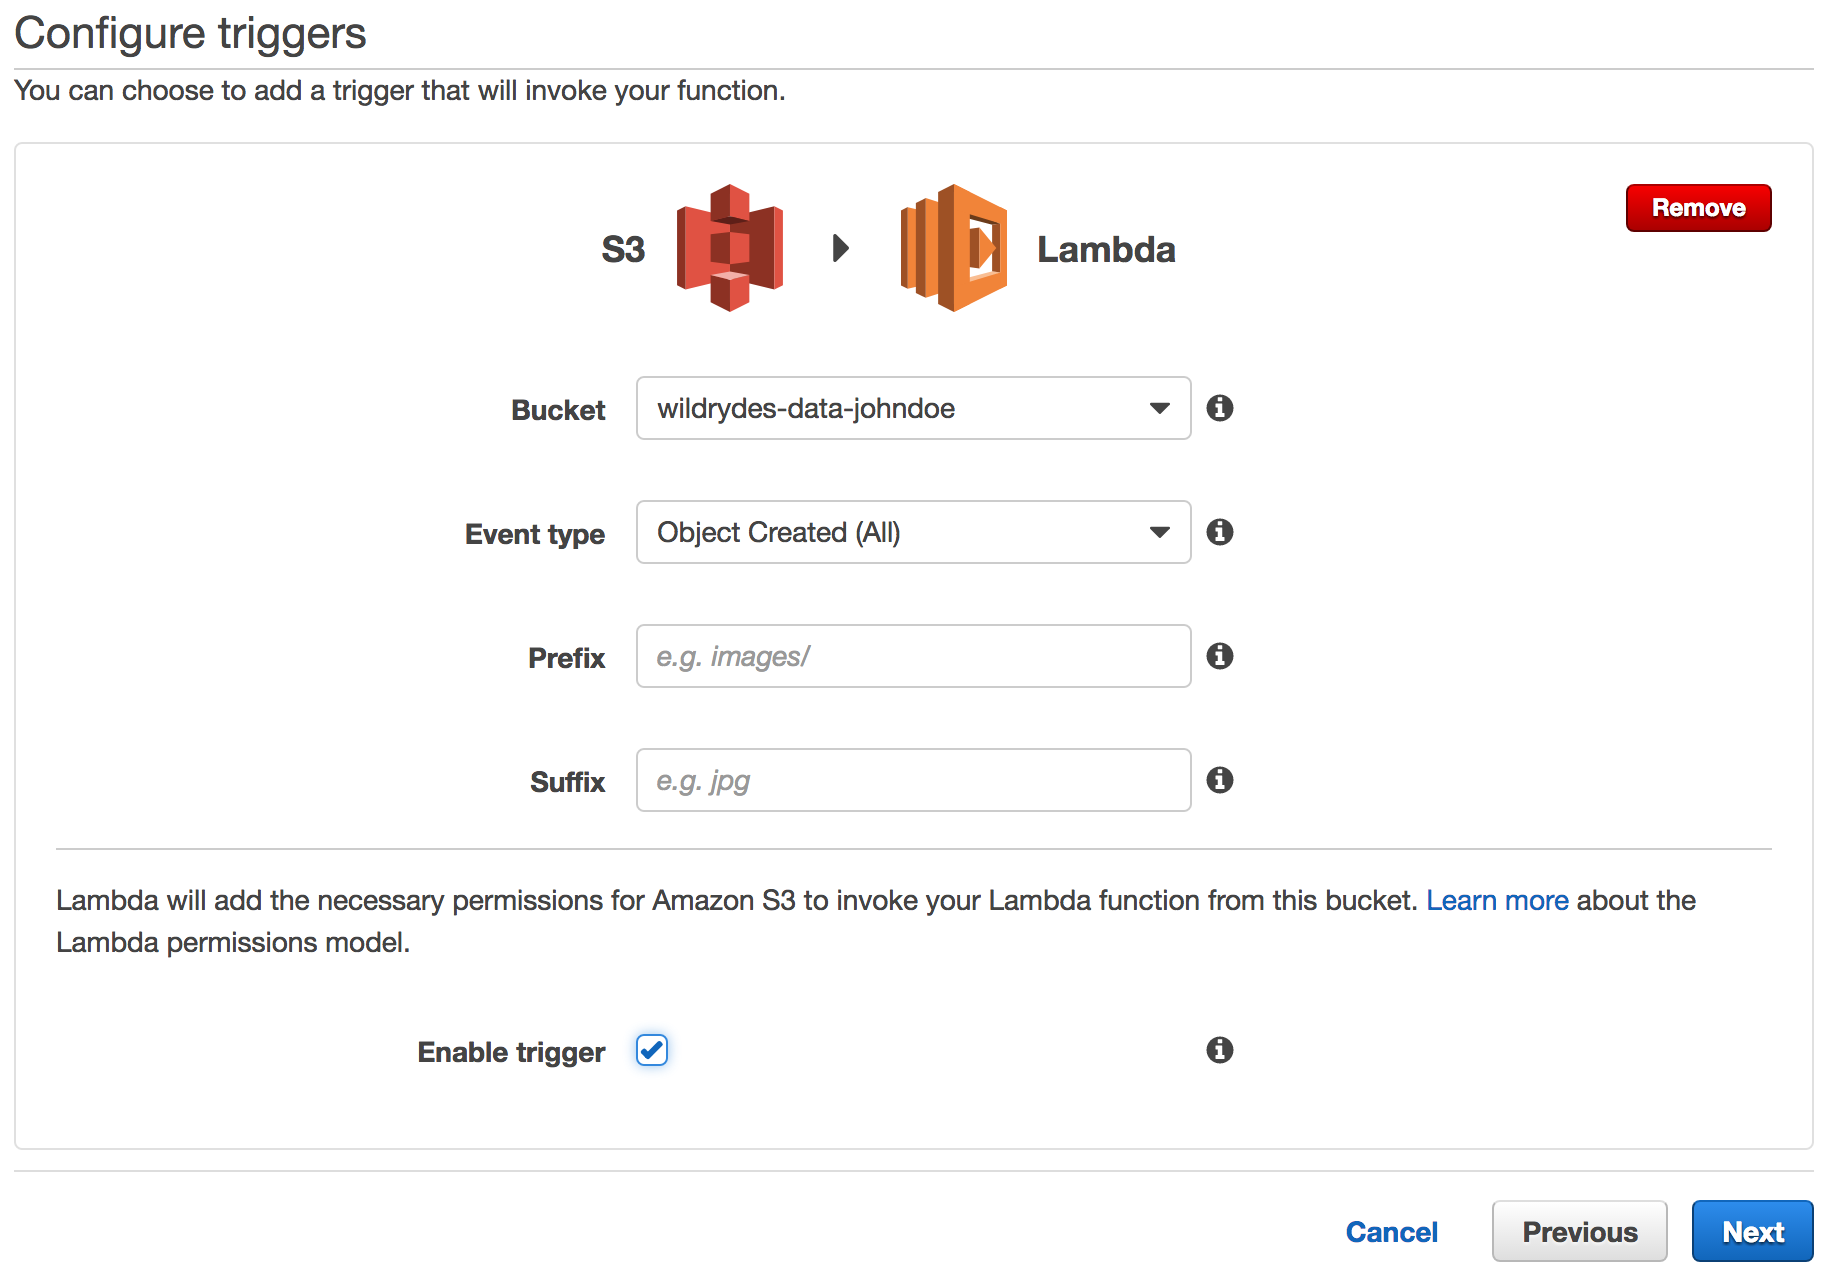 Configure triggers
You can choose to add a trigger that will invoke your function.
Remove
S3 Lambda
Bucket wildrydes-data-johndoe
Event type Object Created (All)
Prefix e.g. images/
Suffix e.g. jpg
Lambda will add the necessary permissions for Amazon S3 to invoke your Lambda function from this bucket. Learn more about the
Lambda permissions model.
Enable trigger
Cancel Previous Next